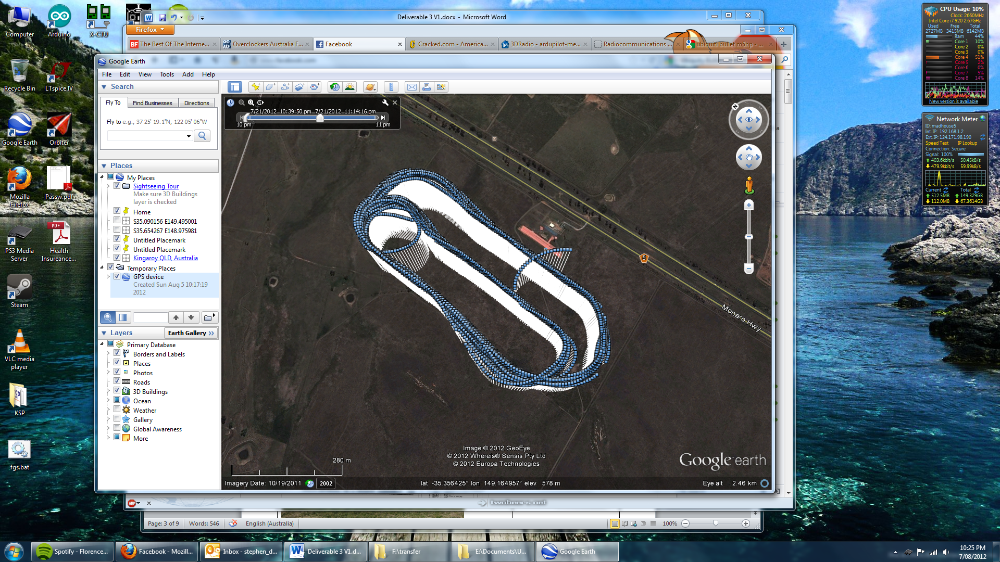 Computer
Arduino
X-CTU
Recycle Bin
LTspice IV
Google Earth
Orbiter
Mozilla Firefox
Passw.pdf
PS3 Media Server
Health Insureance...
Steam
VLC media player
KSP
fgs.bat
Deliverable 3 V1.docx - Microsoft Word
Firefox
The Best Of The Interne...
Overclockers Australia F...
Facebook
Cracked.com - America...
3DRadio - ardupilot-me...
Radiocommunications ...
ubiquiti bullet m5hp - ...
Google Earth
File Edit View Tools Add Help
Search
Fly To
Find Businesses
Directions
Fly to e.g., 37 25' 19.1"N, 122 05' 06"W
Places
My Places
Sightseeing Tour
Make sure 3D Buildings
layer is checked
Home
S35.090156 E149.495001
S35.654267 E148.975981
Untitled Placemark
Untitled Placemark
Kingaroy QLD, Australia
Temporary Places
GPS device
Created Sun Aug 5 10:17:19
2012
Layers
Earth Gallery »
Primary Database
Borders and Labels
Places
Photos
Roads
3D Buildings
Ocean
Weather
Gallery
Global Awareness
More
7/21/2012 10:39:50 pm 7/21/2012 11:14:16 pm
10 pm 11 pm
N
5
Monaro Hwy
Image © 2012 GeoEye
© 2012 Whereis® Sensis Pty Ltd
© 2012 Europa Technologies
Google earth
280 m
Imagery Date: 10/19/2011 2002
lat -35.356425° lon 149.164957° elev 578 m
Eye alt 2.46 km
ABP
twobeers.net
Page: 3 of 9 Words: 546 English (Australia)
100%
CPU Usage 10%
Clock: 2660MHz
Intel Core i7 920 2.67GHz
Used Free Total
2727MB 3415MB 6142MB
Ram 44%
Core 1 10%
Core 2 0%
Core 3 0%
Core 4 51%
Core 5 2%
Core 6 0%
Core 7 5%
Core 8 14%
New version is available
Network Meter
ID: madhouse5
Int.IP: 192.168.1.2
Ext.IP: 124.171.98.190
Speed Test IP Lookup
Connection: Secure
Signal: 100%
403.6kbit/s 50.45kB/s
479.9kbit/s 59.99kB/s
Current Total
512.5MB 149.329GB
112.0MB 67.3614GB
Spotify - Florence...
Facebook - Mozill...
Inbox - stephen_d...
Deliverable 3 V1.d...
F:\transfer
E:\Documents\U...
Google Earth
10:25 PM
7/08/2012